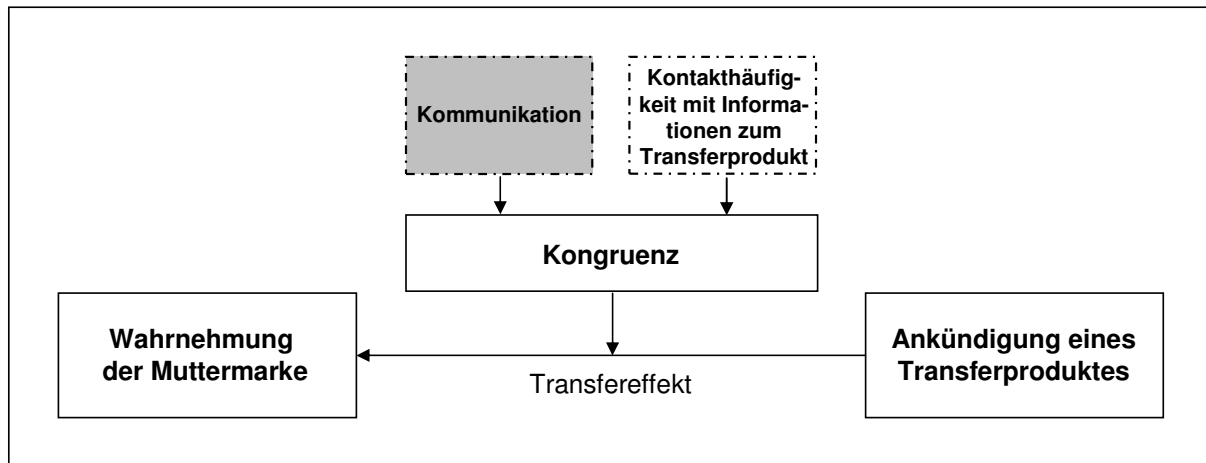 Kommunikation
Kontakthäufig-
keit mit Informa-
tionen zum
Transferprodukt
Kongruenz
Wahrnehmung
der Muttermarke
Ankündigung eines
Transferproduktes
Transfereffekt